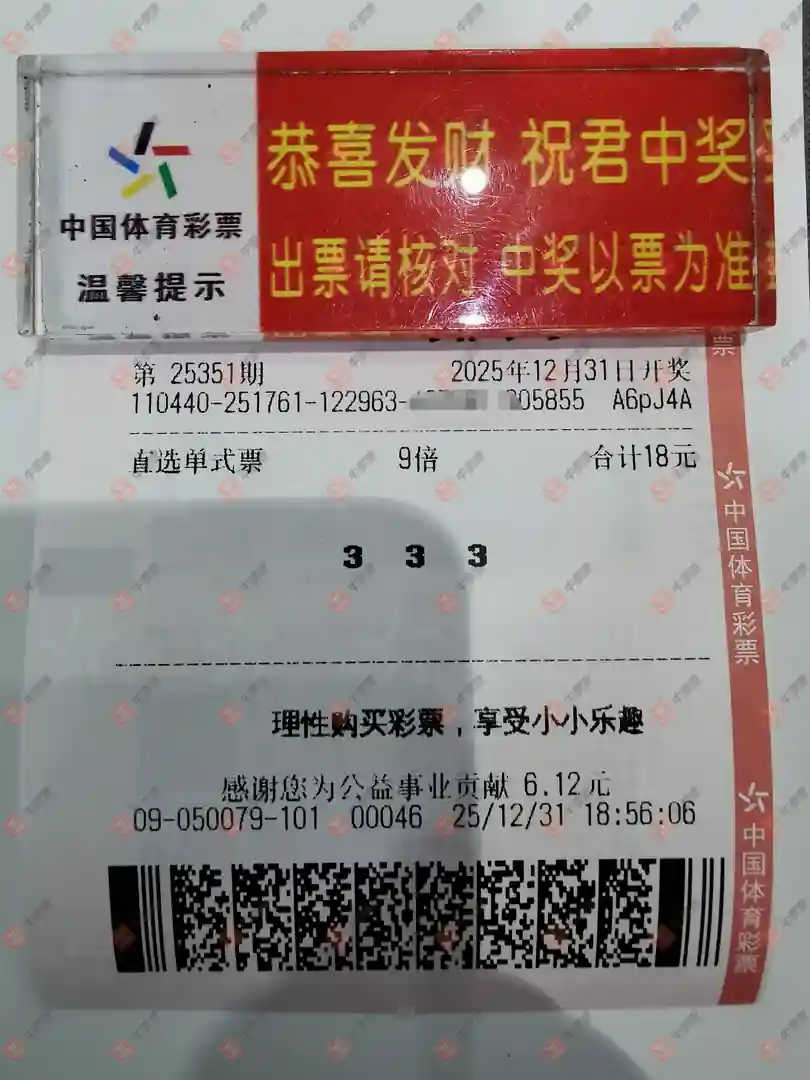 恭喜发财 祝君中奖
中国体育彩票
出票请核对 中奖以票为准
温馨提示
票
第 25351期 2025年12月31日开奖
110440-251761-122963- 05855 A6pJ4A
直选单式票 9倍 合计18元
3 3 3
中国体育彩票
理性购买彩票，享受小小乐趣
感谢您为公益事业贡献 6.12元
09-050079-101 00046 25/12/31 18:56:06
中国体育彩票